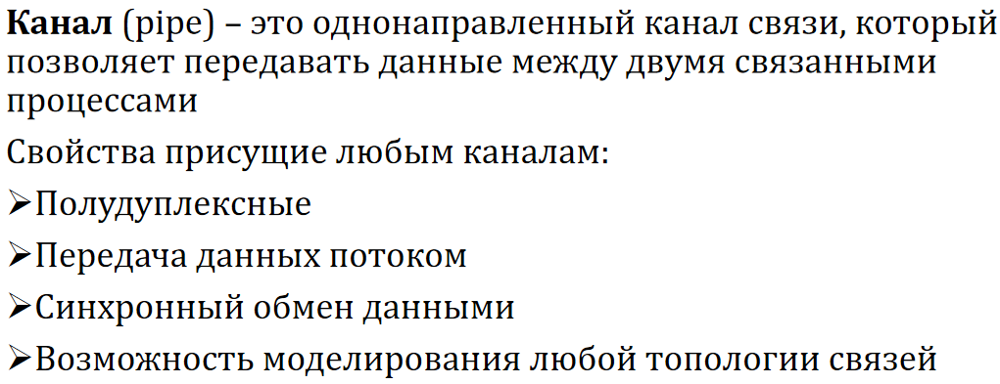 Канал (pipe) – это однонаправленный канал связи, который
позволяет передавать данные между двумя связанными
процессами
Свойства присущие любым каналам:
➢Полудуплексные
➢Передача данных потоком
➢Синхронный обмен данными
➢Возможность моделирования любой топологии связей